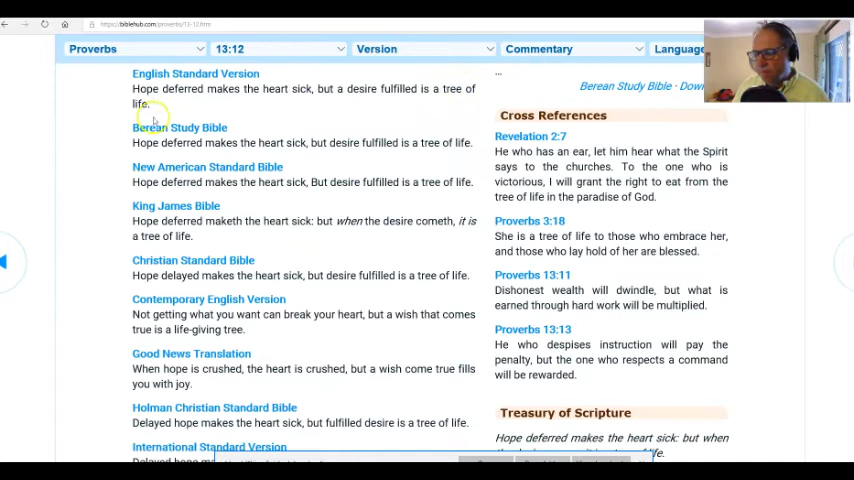 https://biblehub.com/proverbs/13-12.htm
Proverbs
13:12
Version
Commentary
Language
English Standard Version
Hope deferred makes the heart sick, but a desire fulfilled is a tree of
life.
Berean Study Bible
Hope deferred makes the heart sick, but desire fulfilled is a tree of life.
New American Standard Bible
Hope deferred makes the heart sick, But desire fulfilled is a tree of life.
King James Bible
Hope deferred maketh the heart sick: but when the desire cometh, it is
a tree of life.
Christian Standard Bible
Hope delayed makes the heart sick, but desire fulfilled is a tree of life.
Contemporary English Version
Not getting what you want can break your heart, but a wish that comes
true is a life-giving tree.
Good News Translation
When hope is crushed, the heart is crushed, but a wish come true fills
you with joy.
Holman Christian Standard Bible
Delayed hope makes the heart sick, but fulfilled desire is a tree of life.
International Standard Version
Delayed hope
...
Berean Study Bible ·
Cross References
Revelation 2:7
He who has an ear, let him hear what the Spirit
says to the churches. To the one who is
victorious, I will grant the right to eat from the
tree of life in the paradise of God.
Proverbs 3:18
She is a tree of life to those who embrace her,
and those who lay hold of her are blessed.
Proverbs 13:11
Dishonest wealth will dwindle, but what is
earned through hard work will be multiplied.
Proverbs 13:13
He who despises instruction will pay the
penalty, but the one who respects a command
will be rewarded.
Treasury of Scripture
Hope deferred makes the heart sick: but when
life.